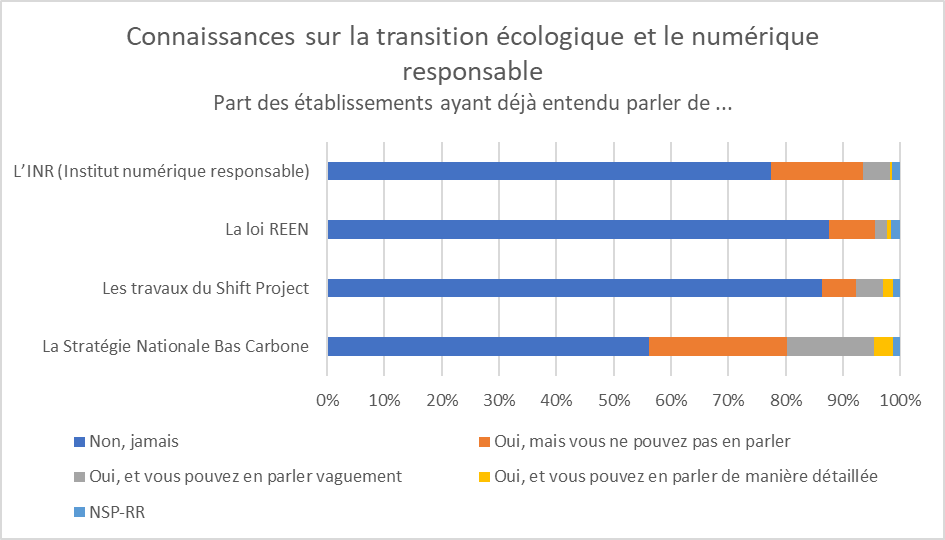 Connaissances sur la transition écologique et le numérique
responsable
Part des établissements ayant déjà entendu parler de ...
L’INR (Institut numérique responsable)
La loi REEN
Les travaux du Shift Project
La Stratégie Nationale Bas Carbone
0% 10% 20% 30% 40% 50% 60% 70% 80% 90% 100%
Non, jamais
Oui, mais vous ne pouvez pas en parler
Oui, et vous pouvez en parler vaguement
Oui, et vous pouvez en parler de manière détaillée
NSP-RR